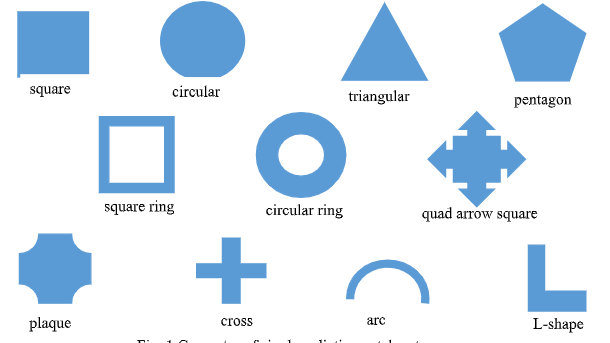 square
circular
triangular
pentagon
square ring
circular ring
quad arrow square
plaque
cross
arc
L-shape